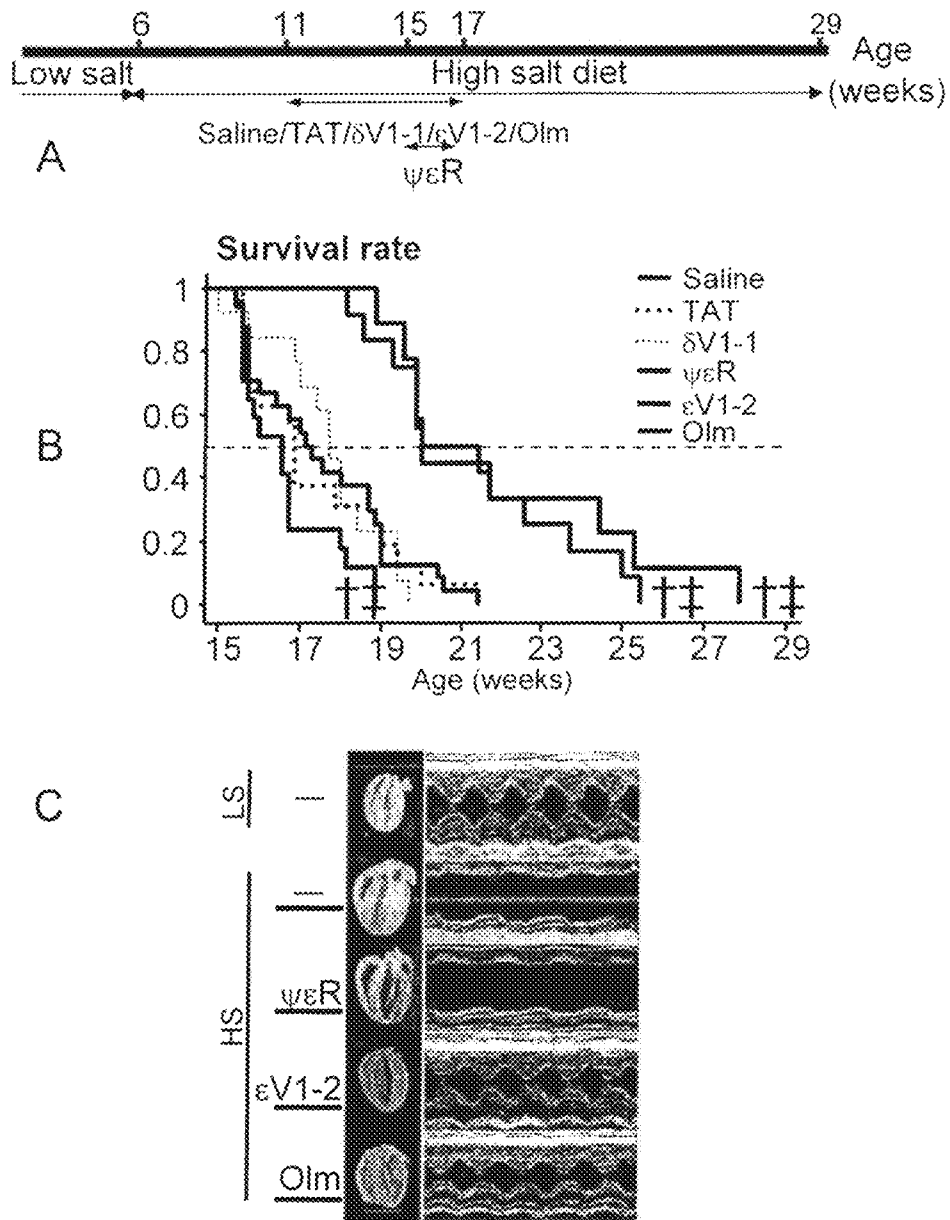 6 11 15 17 29
Age
(weeks)
Low salt High salt diet
Saline/TAT/δV1-1/εV1-2/Olm
ψεR
A
Survival rate
Saline
TAT
δV1-1
ψεR
εV1-2
Olm
1
0.8
0.6
0.4
0.2
0
B
† ‡ † ‡ † ‡
15 17 19 21 23 25 27 29
Age (weeks)
C
LS
—
HS
—
ψεR
εV1-2
Olm